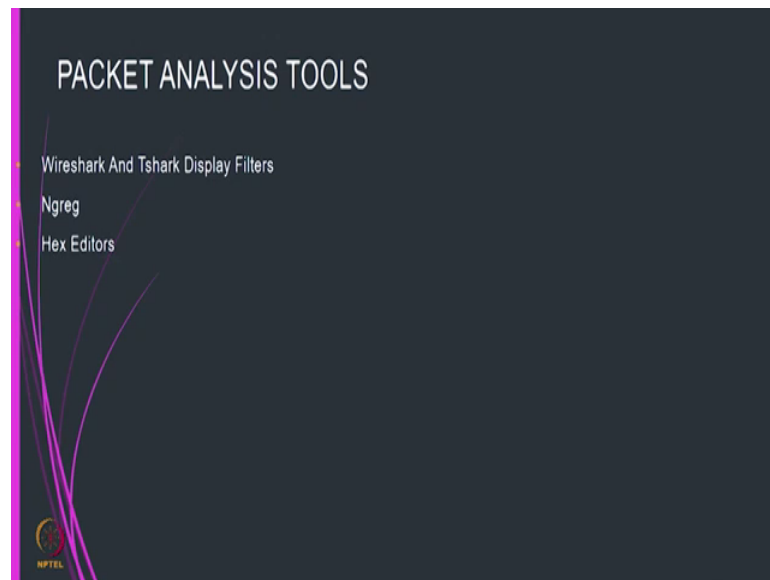 PACKET ANALYSIS TOOLS
Wireshark And Tshark Display Filters
Ngreg
Hex Editors
NPTEL